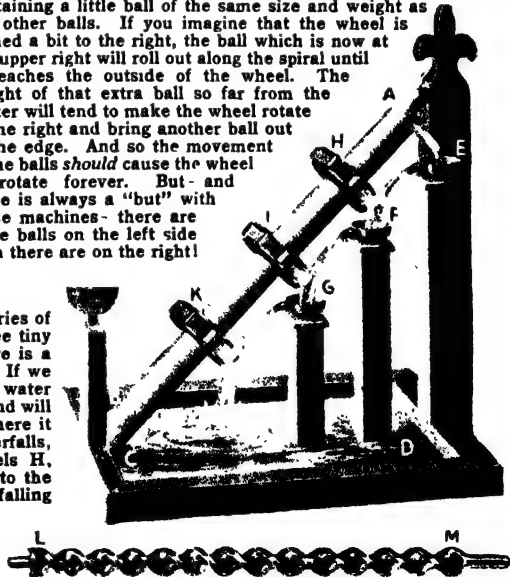 taining a little ball of the same size and weight as
other balls. If you imagine that the wheel is
ned a bit to the right, the ball which is now at
upper right will roll out along the spiral until
eaches the outside of the wheel. The
ght of that extra ball so far from the
ter will tend to make the wheel rotate
he right and bring another ball out
he edge. And so the movement
he balls should cause the wheel
rotate forever. But- and
e is always a "but" with
se machines- there are
e balls on the left side
n there are on the right!
ries of
ee tiny
e is a
If we
water
nd will
here it
erfalls,
els H,
to the
falling
A
H
E
I
F
G
K
C
D
L M